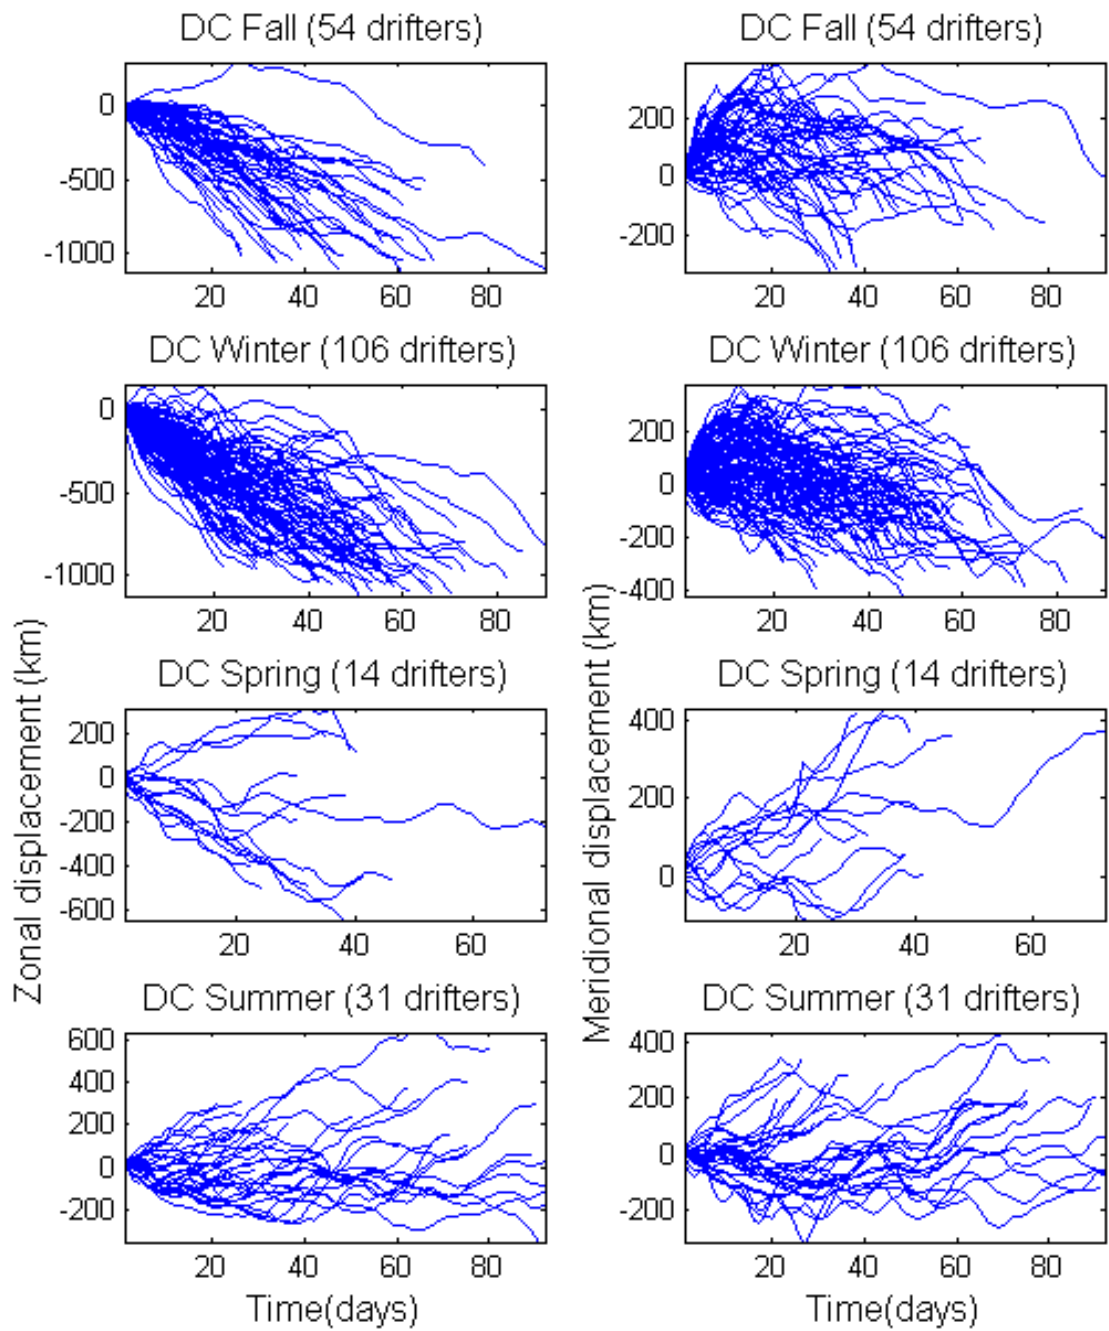 DC Fall (54 drifters) DC Fall (54 drifters)
0 200
-500 0
-1000 -200
20 40 60 80 20 40 60 80
DC Winter (106 drifters) DC Winter (106 drifters)
0 200
-500 0
-1000 -200
-400
20 40 60 80 20 40 60 80
Zonal displacement (km)
Meridional displacement (km)
DC Spring (14 drifters) DC Spring (14 drifters)
200 400
0 200
-200 0
-400
-600
20 40 60 20 40 60
DC Summer (31 drifters) DC Summer (31 drifters)
600 400
400 200
200 0
0 -200
-200
20 40 60 80 20 40 60 80
Time(days) Time(days)